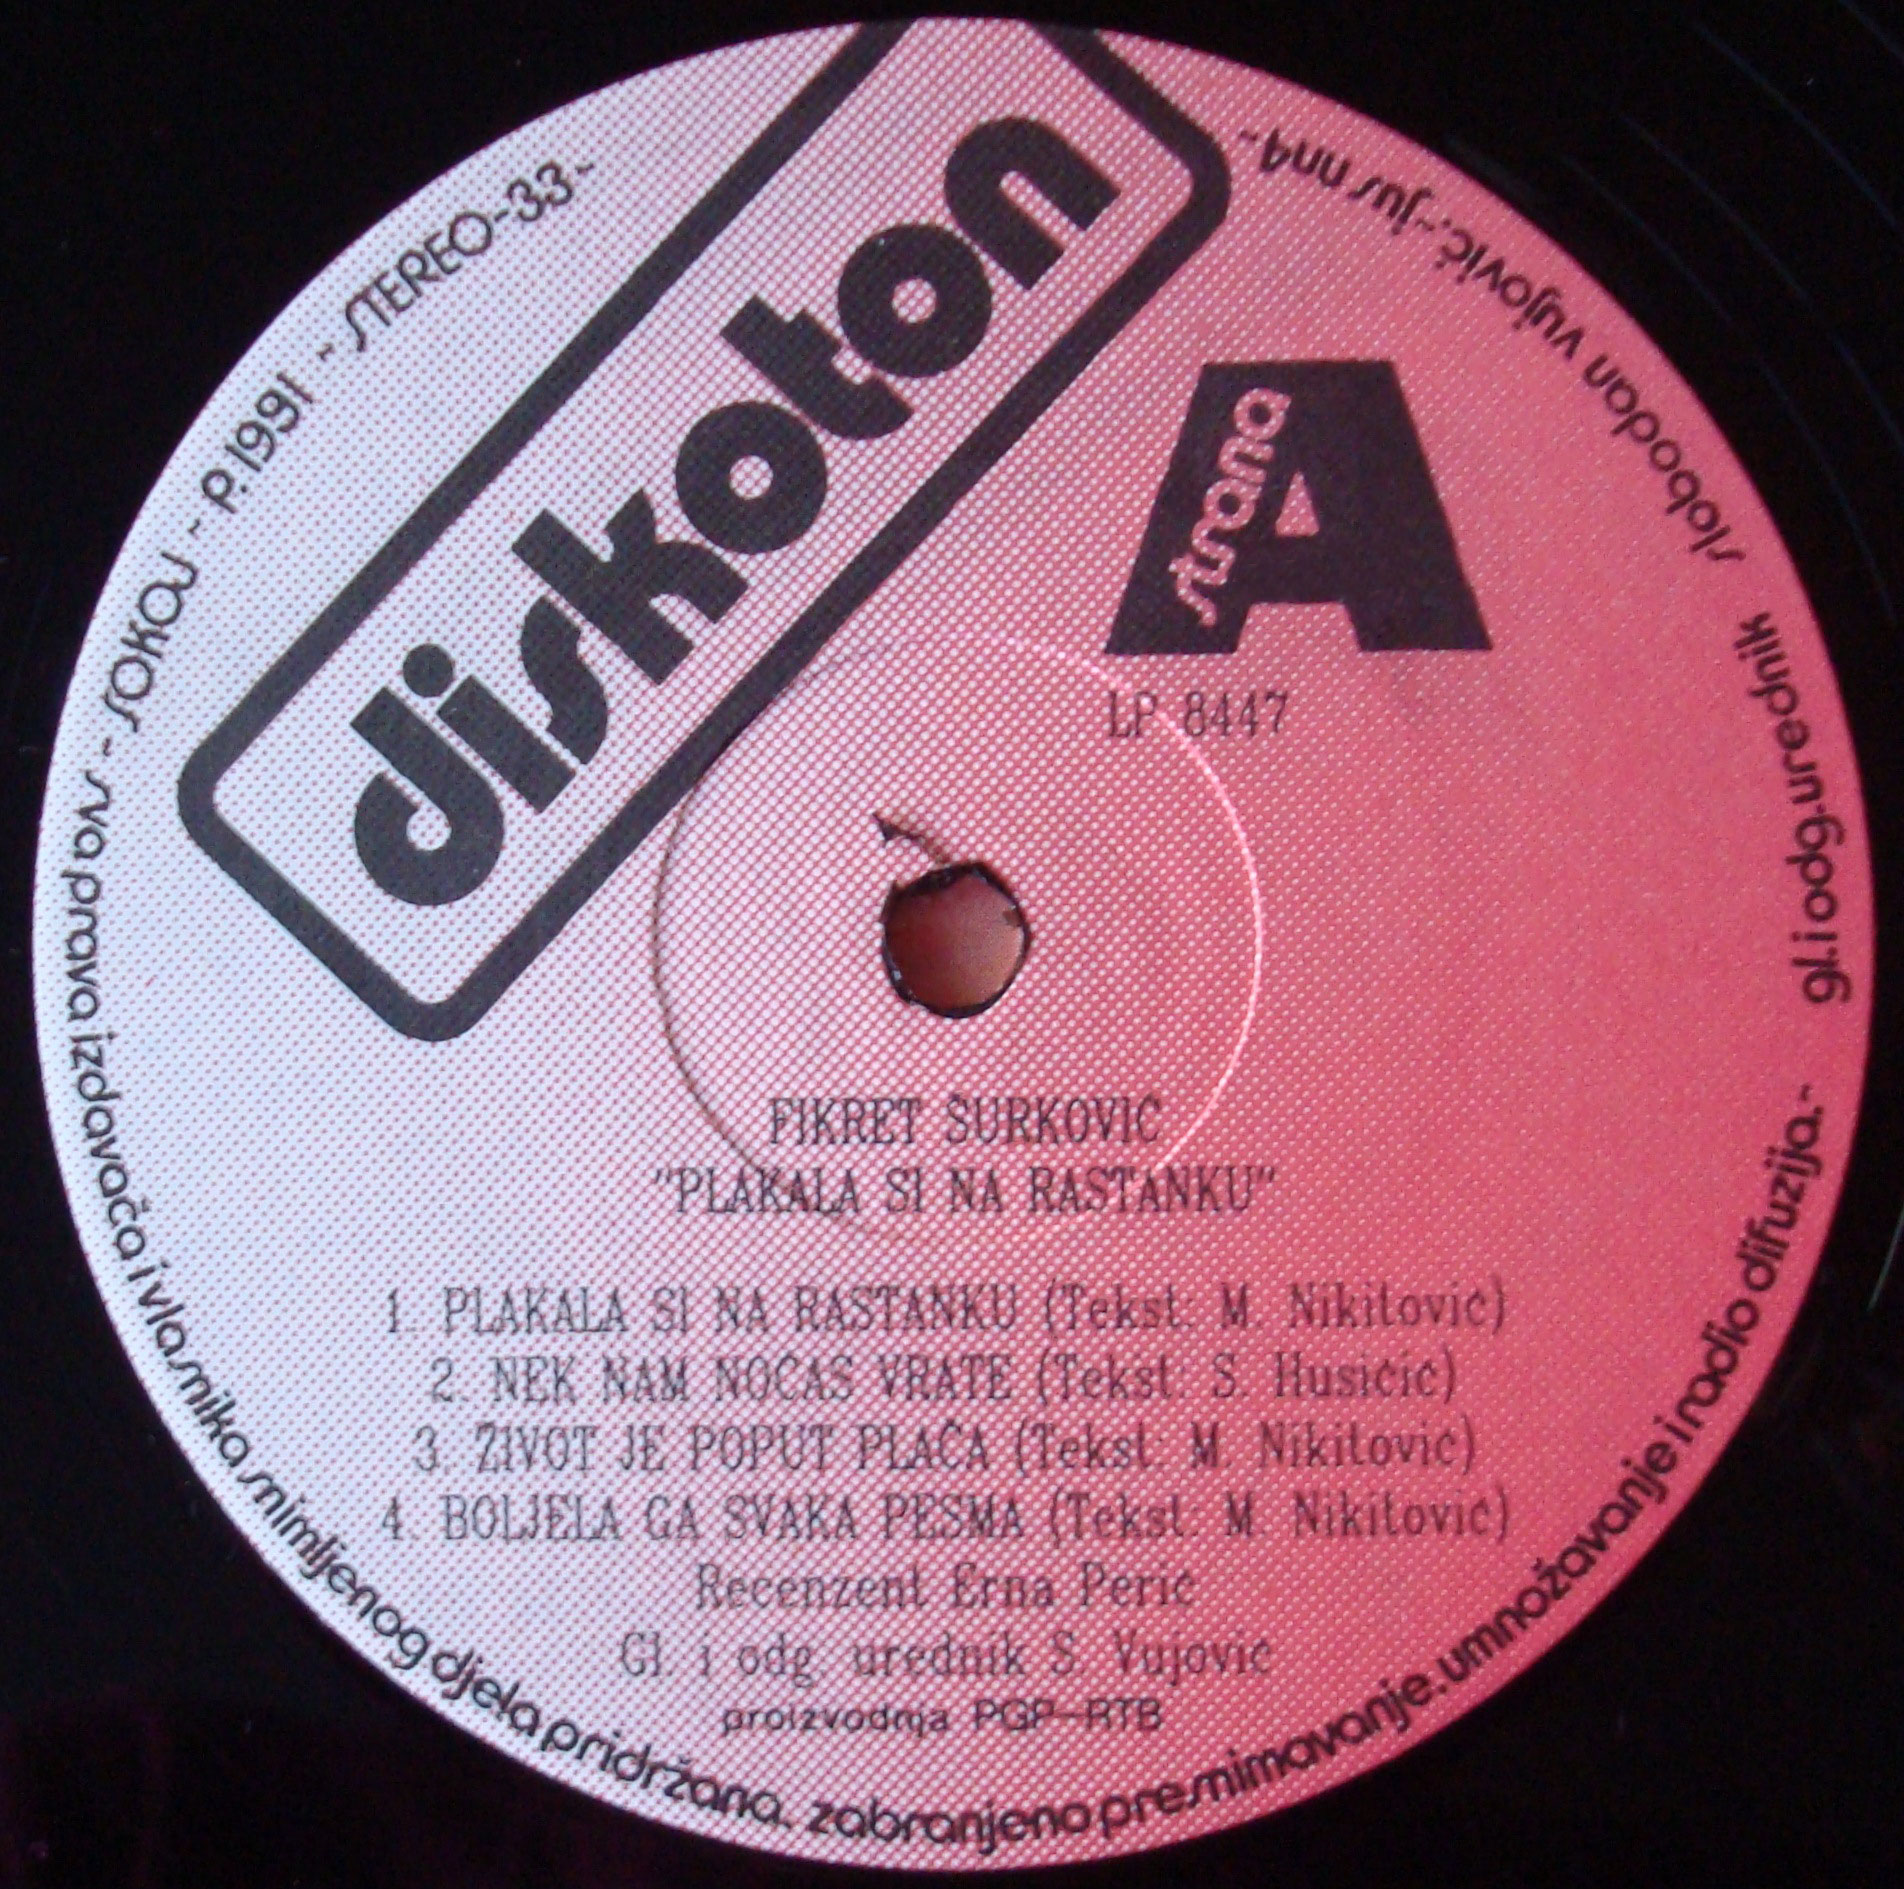 diskoton
strana
A
LP 8447
FIKRET ŠURKOVIĆ
"PLAKALA SI NA RASTANKU"
1. PLAKALA SI NA RASTANKU (Tekst: M. Nikitović)
2. NEK NAM NOĆAS VRATE (Tekst: S. Husičić)
3. ŽIVOT JE POPUT PLAČA (Tekst: M. Nikitović)
4. BOLJELA GA SVAKA PESMA (Tekst: M. Nikitović)
Recenzent Erna Perić
Gl. i odg. urednik S. Vujović
proizvodnja PGP-RTB
gl. i odg. urednik slobodan vujović.~jus nn4~
STEREO-33~
P.1991 ~
SOKOJ ~
sva prava izdavača i vlasnika snimljenog djela pridržana. zabranjeno presnimavanje. umnožavanje i radio difuzija.~